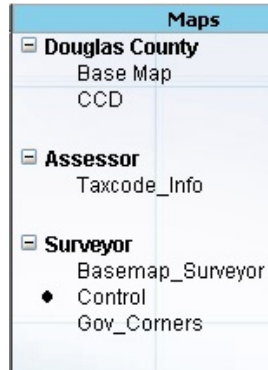 Maps
Douglas County
Base Map
CCD
Assessor
Taxcode_Info
Surveyor
Basemap_Surveyor
Control
Gov_Corners